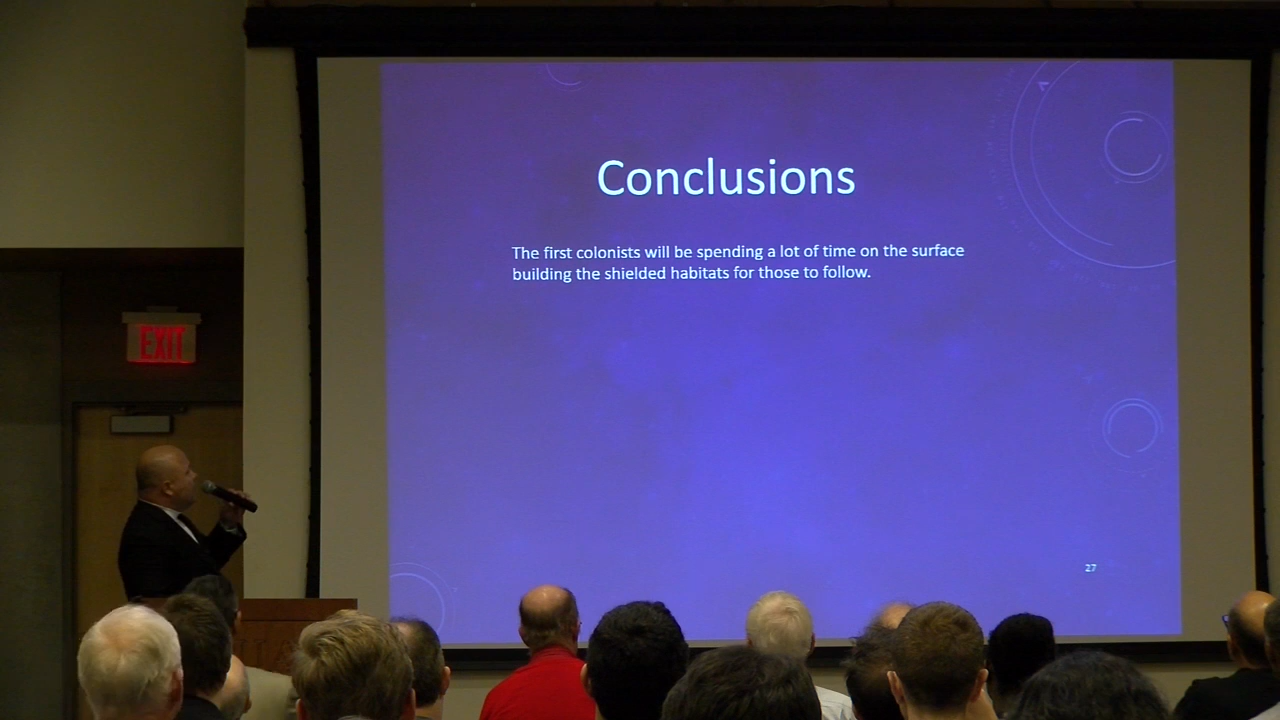 Conclusions
The first colonists will be spending a lot of time on the surface
building the shielded habitats for those to follow.
EXIT
27